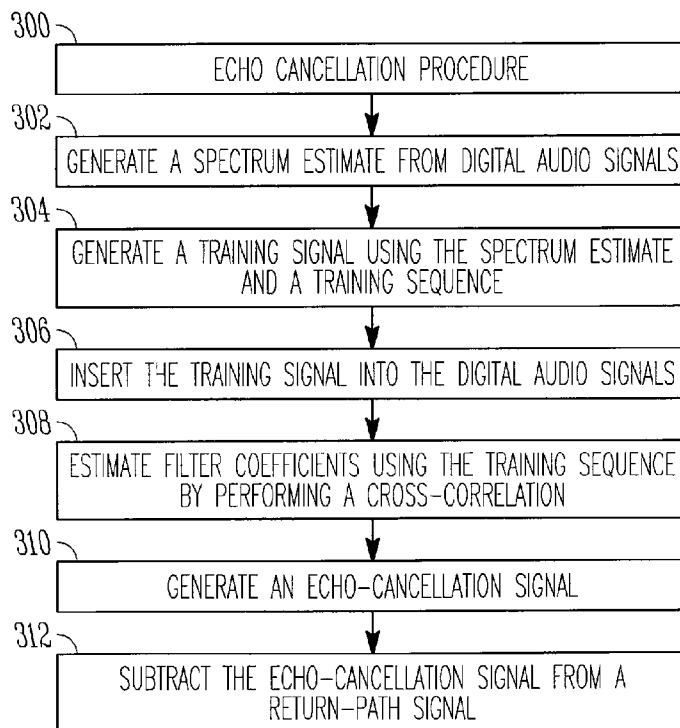 300
ECHO CANCELLATION PROCEDURE
302
GENERATE A SPECTRUM ESTIMATE FROM DIGITAL AUDIO SIGNALS
304
GENERATE A TRAINING SIGNAL USING THE SPECTRUM ESTIMATE
AND A TRAINING SEQUENCE
306
INSERT THE TRAINING SIGNAL INTO THE DIGITAL AUDIO SIGNALS
308
ESTIMATE FILTER COEFFICIENTS USING THE TRAINING SEQUENCE
BY PERFORMING A CROSS-CORRELATION
310
GENERATE AN ECHO-CANCELLATION SIGNAL
312
SUBTRACT THE ECHO-CANCELLATION SIGNAL FROM A
RETURN-PATH SIGNAL